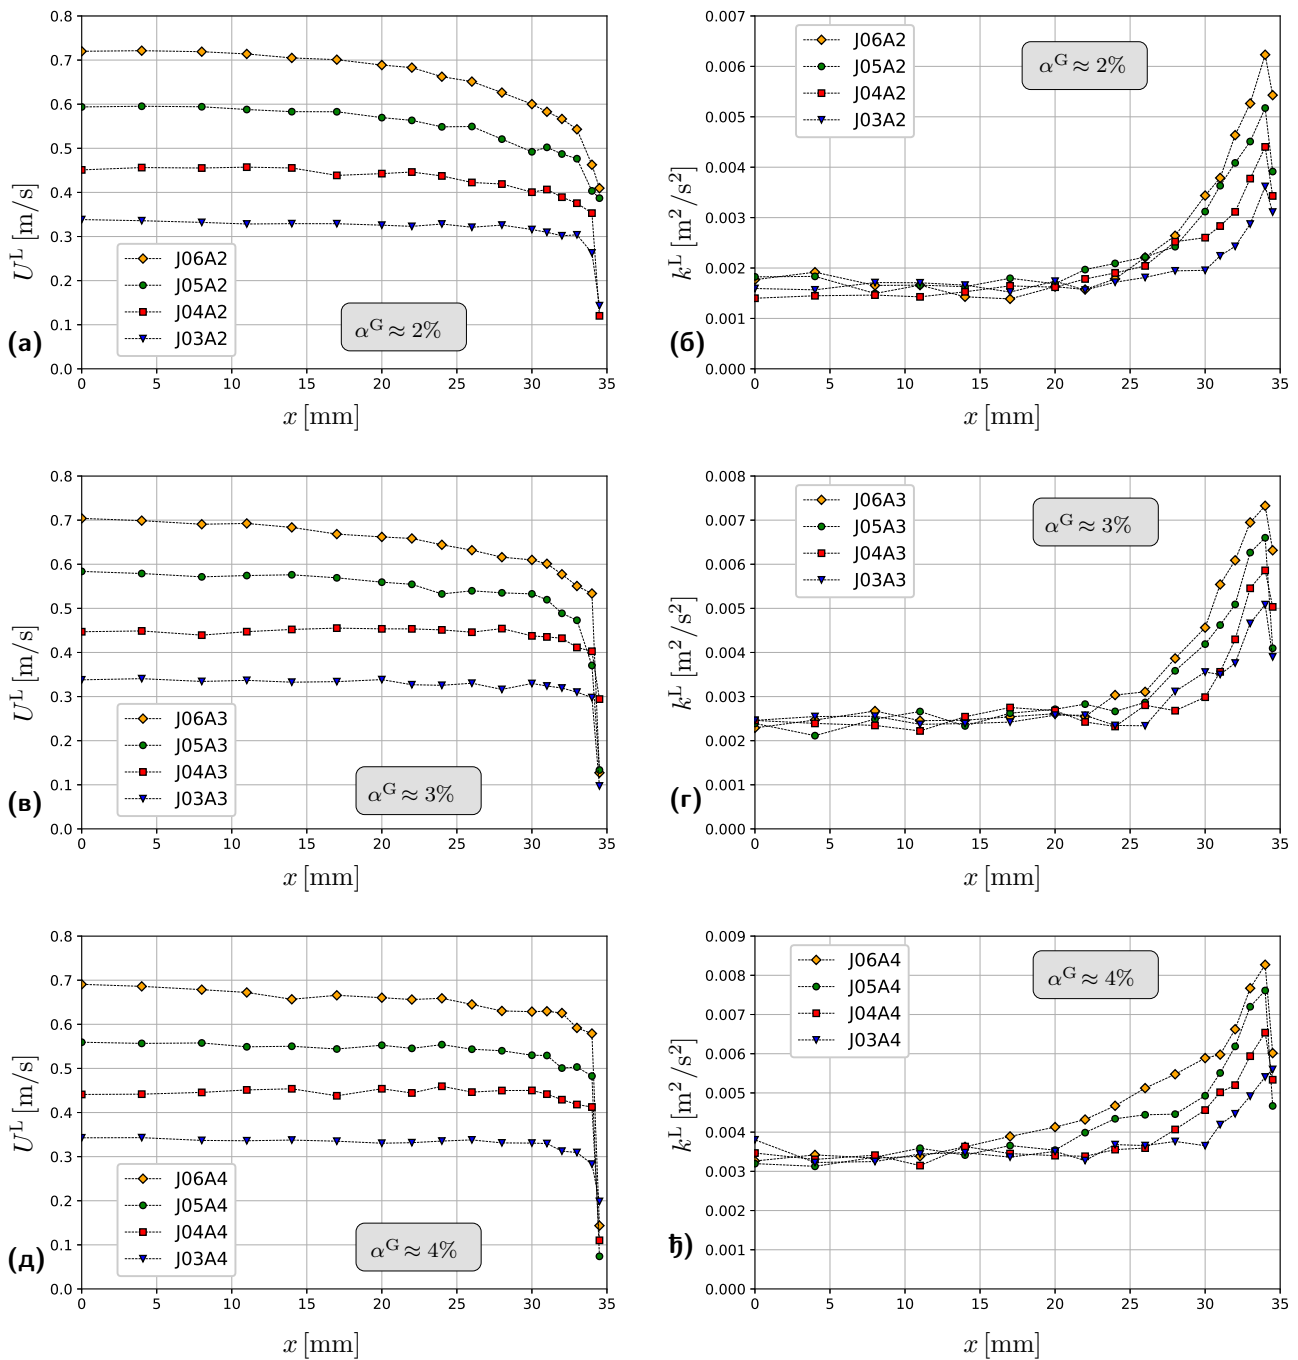 0.8
0.7
0.6
0.5
0.4
0.3
0.2
0.1
0.0
U^L [m/s]
J06A2
J05A2
J04A2
J03A2
α^G ≈ 2%
(а)
0 5 10 15 20 25 30 35
x [mm]
0.007
0.006
0.005
0.004
0.003
0.002
0.001
0.000
k^L [m²/s²]
J06A2
J05A2
J04A2
J03A2
α^G ≈ 2%
(б)
0 5 10 15 20 25 30 35
x [mm]
0.8
0.7
0.6
0.5
0.4
0.3
0.2
0.1
0.0
U^L [m/s]
J06A3
J05A3
J04A3
J03A3
α^G ≈ 3%
(в)
0 5 10 15 20 25 30 35
x [mm]
0.008
0.007
0.006
0.005
0.004
0.003
0.002
0.001
0.000
k^L [m²/s²]
J06A3
J05A3
J04A3
J03A3
α^G ≈ 3%
(г)
0 5 10 15 20 25 30 35
x [mm]
0.8
0.7
0.6
0.5
0.4
0.3
0.2
0.1
0.0
U^L [m/s]
J06A4
J05A4
J04A4
J03A4
α^G ≈ 4%
(д)
0 5 10 15 20 25 30 35
x [mm]
0.009
0.008
0.007
0.006
0.005
0.004
0.003
0.002
0.001
0.000
k^L [m²/s²]
J06A4
J05A4
J04A4
J03A4
α^G ≈ 4%
ђ)
0 5 10 15 20 25 30 35
x [mm]